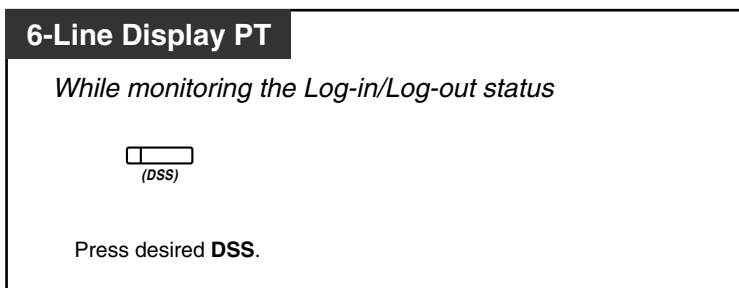 6-Line Display PT
While monitoring the Log-in/Log-out status
(DSS)
Press desired DSS.